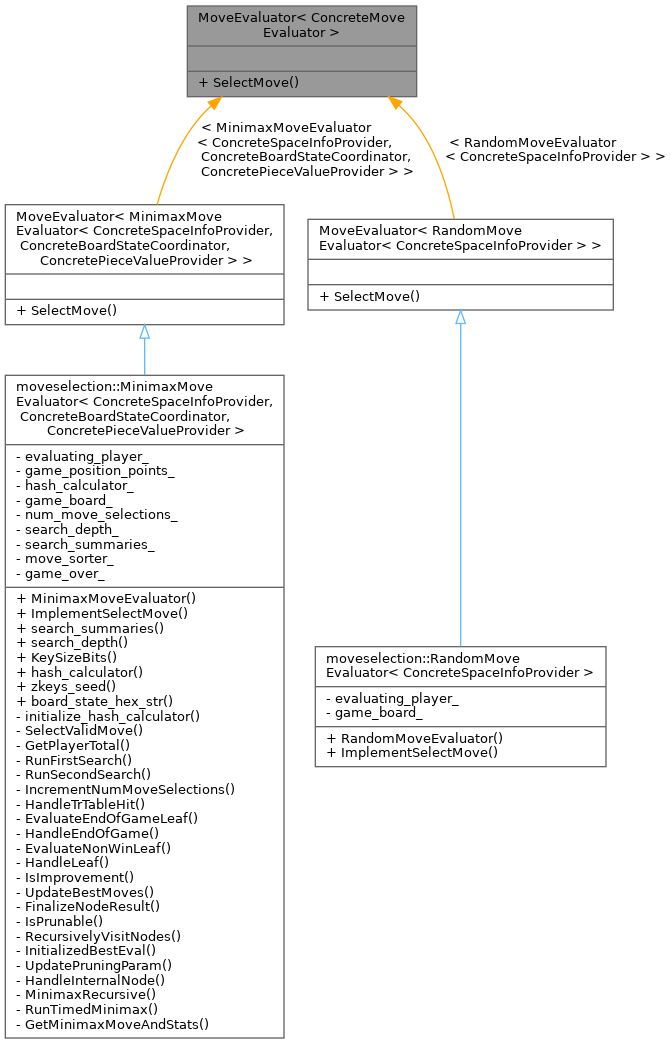 MoveEvaluator< ConcreteMove
Evaluator >
+ SelectMove()
< MinimaxMoveEvaluator
< ConcreteSpaceInfoProvider,
ConcreteBoardStateCoordinator,
ConcretePieceValueProvider > >
< RandomMoveEvaluator
< ConcreteSpaceInfoProvider > >
MoveEvaluator< MinimaxMove
Evaluator< ConcreteSpaceInfoProvider,
ConcreteBoardStateCoordinator,
ConcretePieceValueProvider > >
+ SelectMove()
MoveEvaluator< RandomMove
Evaluator< ConcreteSpaceInfoProvider > >
+ SelectMove()
moveselection::MinimaxMove
Evaluator< ConcreteSpaceInfoProvider,
ConcreteBoardStateCoordinator,
ConcretePieceValueProvider >
- evaluating_player_
- game_position_points_
- hash_calculator_
- game_board_
- num_move_selections_
- search_depth_
- search_summaries_
- move_sorter_
- game_over_
+ MinimaxMoveEvaluator()
+ ImplementSelectMove()
+ search_summaries()
+ search_depth()
+ KeySizeBits()
+ hash_calculator()
+ zkeys_seed()
+ board_state_hex_str()
- initialize_hash_calculator()
- SelectValidMove()
- GetPlayerTotal()
- RunFirstSearch()
- RunSecondSearch()
- IncrementNumMoveSelections()
- HandleTrTableHit()
- EvaluateEndOfGameLeaf()
- HandleEndOfGame()
- EvaluateNonWinLeaf()
- HandleLeaf()
- IsImprovement()
- UpdateBestMoves()
- FinalizeNodeResult()
- IsPrunable()
- RecursivelyVisitNodes()
- InitializedBestEval()
- UpdatePruningParam()
- HandleInternalNode()
- MinimaxRecursive()
- RunTimedMinimax()
- GetMinimaxMoveAndStats()
moveselection::RandomMove
Evaluator< ConcreteSpaceInfoProvider >
- evaluating_player_
- game_board_
+ RandomMoveEvaluator()
+ ImplementSelectMove()